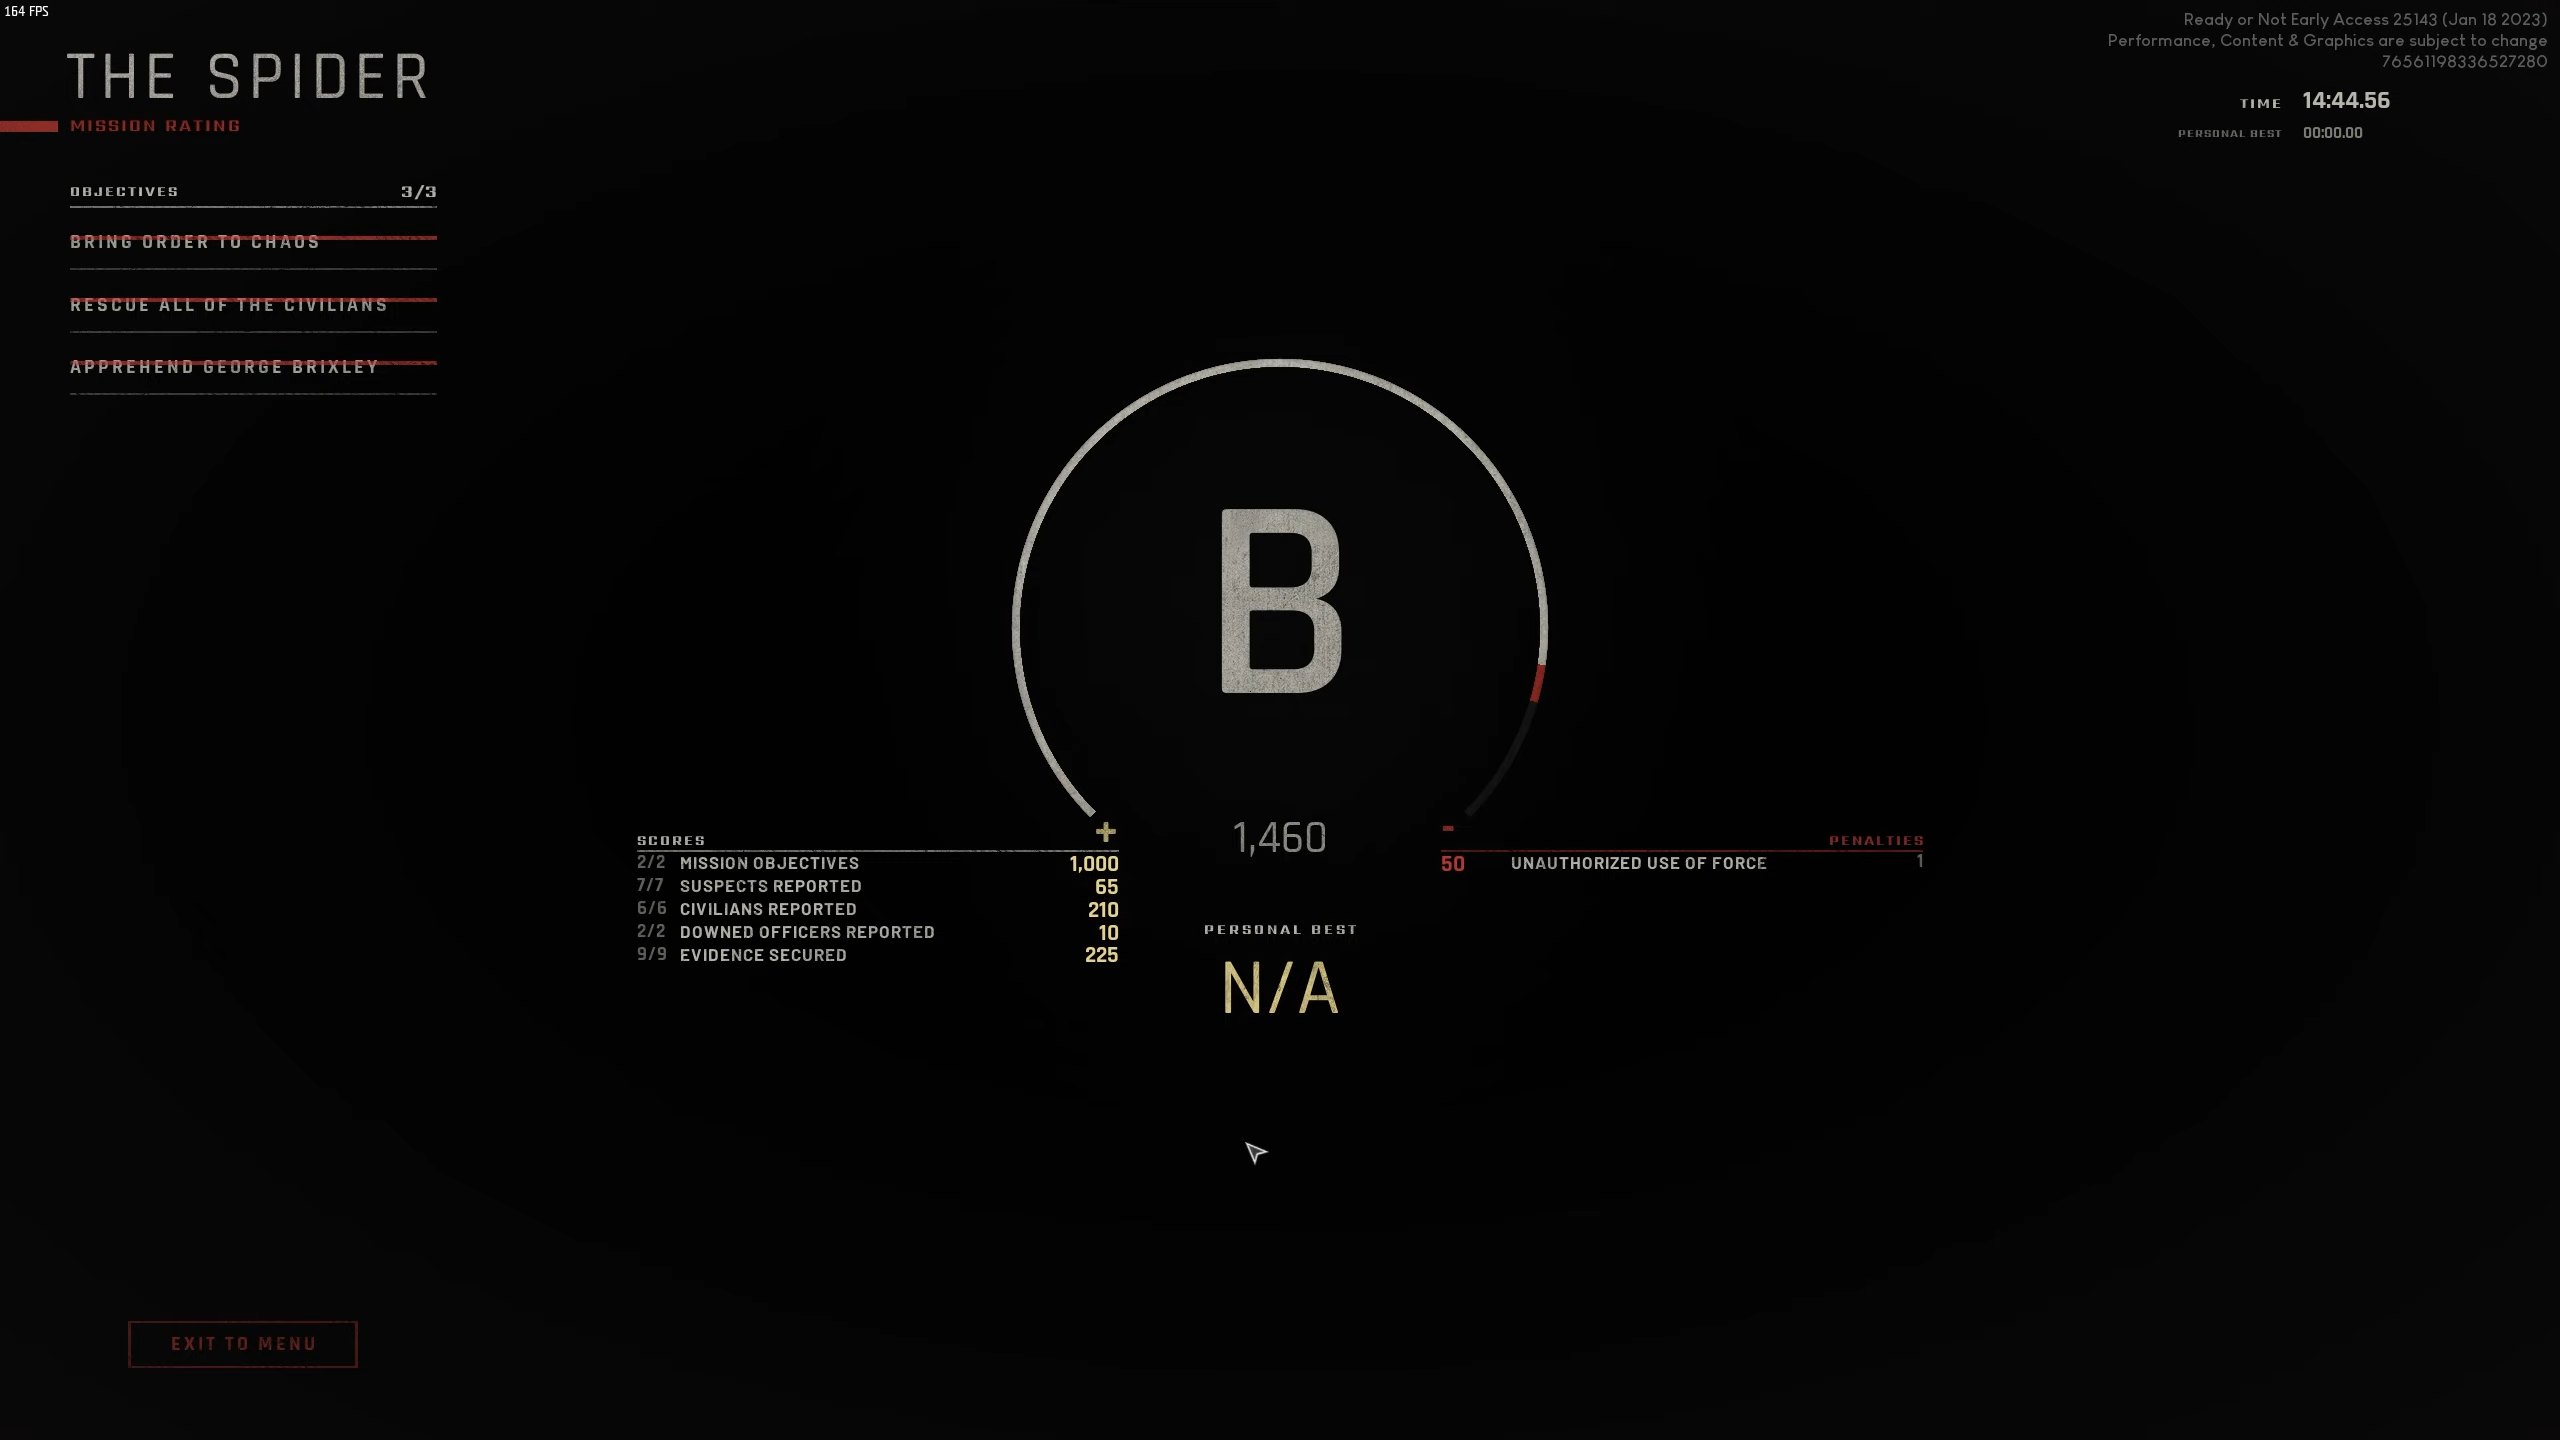 164 FPS
Ready or Not Early Access 25143 (Jan 18 2023)
Performance, Content & Graphics are subject to change
76561198336527280
THE SPIDER
MISSION RATING
TIME 14:44.56
PERSONAL BEST 00:00.00
OBJECTIVES 3/3
BRING ORDER TO CHAOS
RESCUE ALL OF THE CIVILIANS
APPREHEND GEORGE BRIXLEY
B
1,460
SCORES +
2/2 MISSION OBJECTIVES 1,000
7/7 SUSPECTS REPORTED 65
6/6 CIVILIANS REPORTED 210
2/2 DOWNED OFFICERS REPORTED 10
9/9 EVIDENCE SECURED 225
- PENALTIES
50 UNAUTHORIZED USE OF FORCE 1
PERSONAL BEST
N/A
EXIT TO MENU